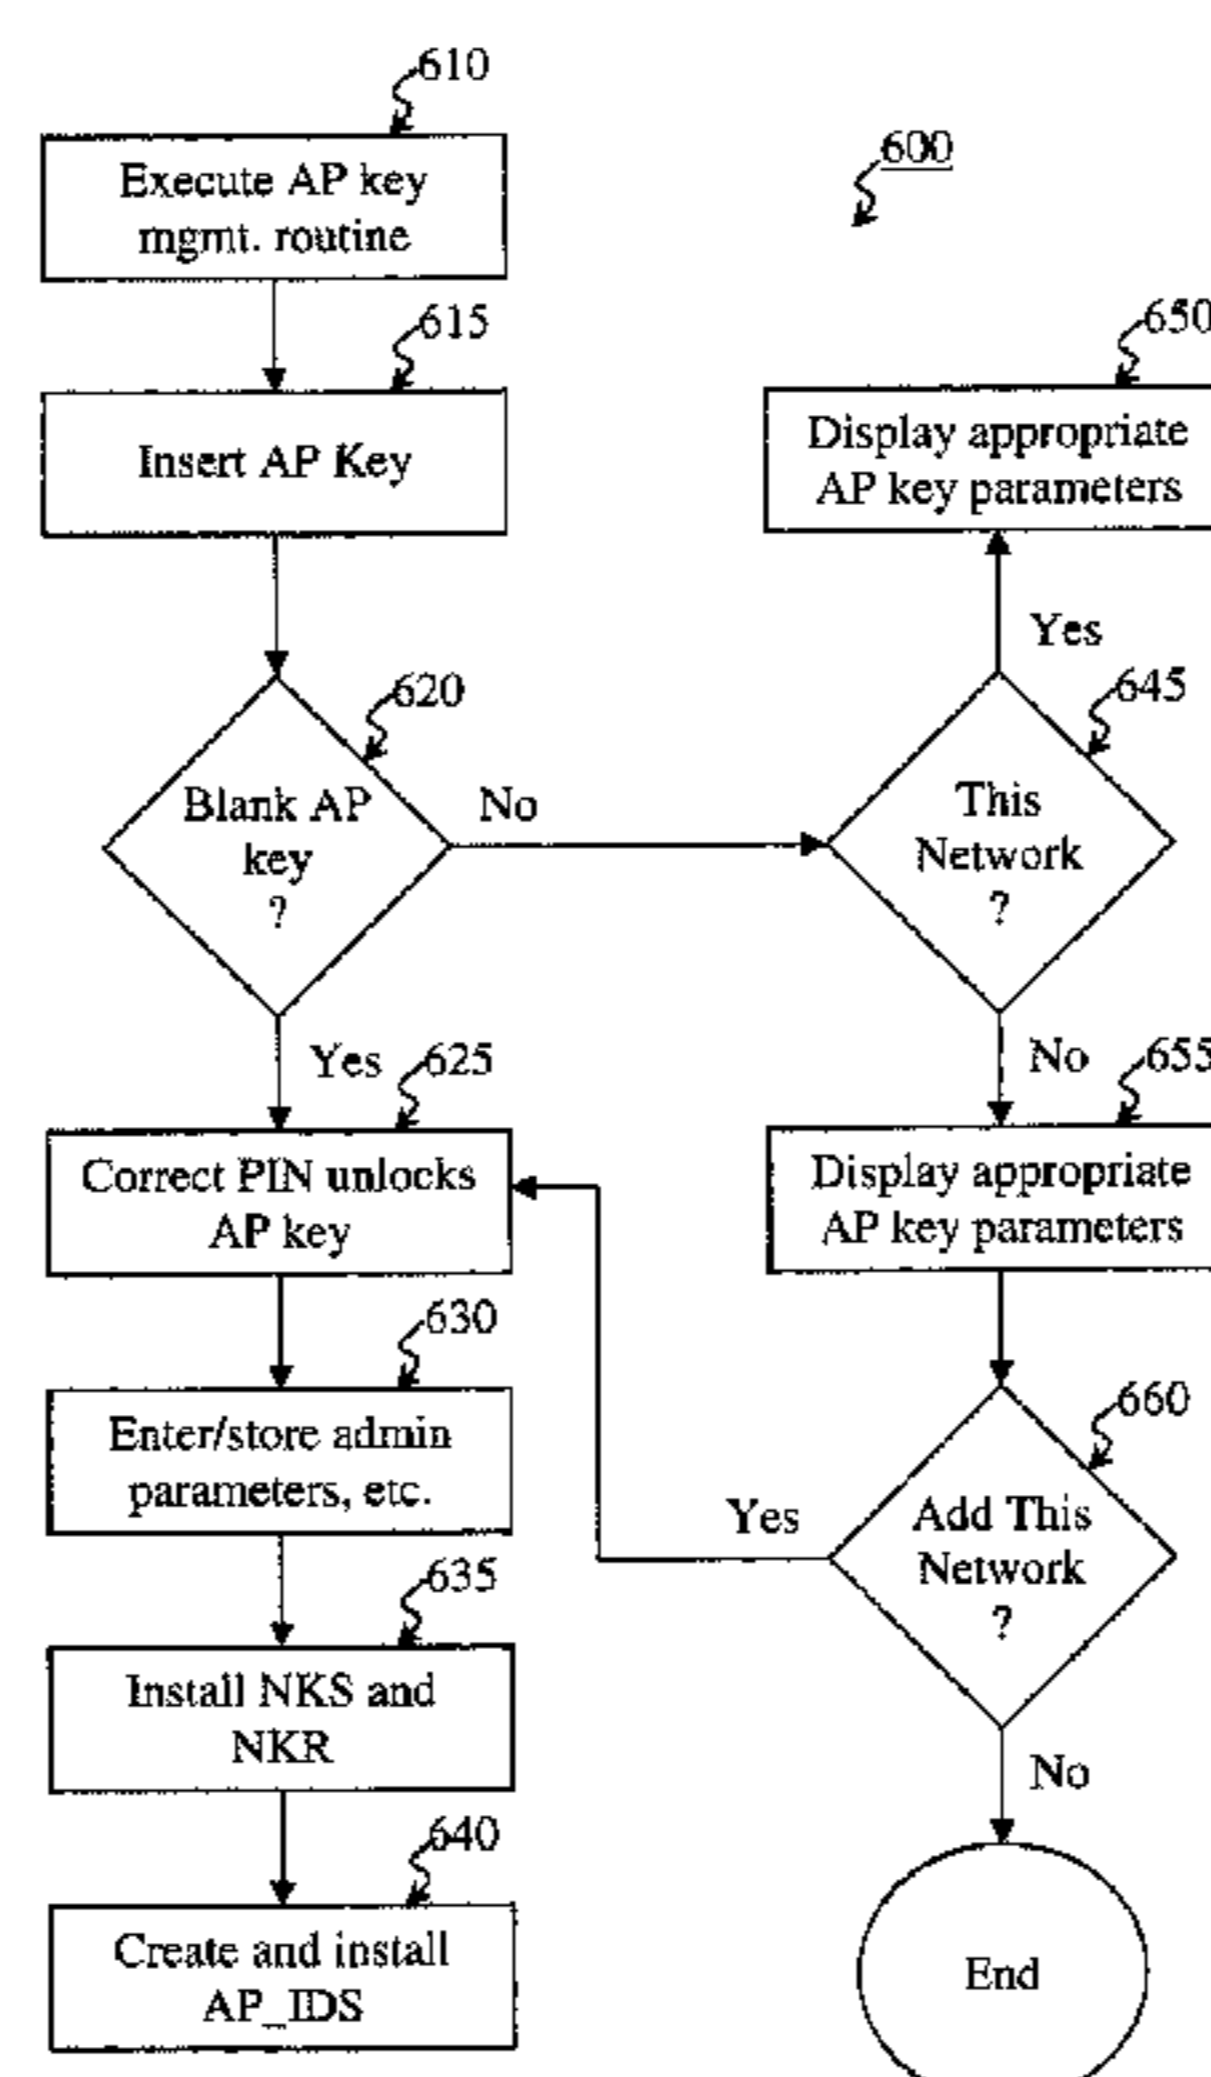 610
Execute AP key
mgmt. routine
600
615
Insert AP Key
650
Display appropriate
AP key parameters
Yes
620
Blank AP
key
?
No
645
This
Network
?
Yes
625
Correct PIN unlocks
AP key
No
655
Display appropriate
AP key parameters
630
Enter/store admin
parameters, etc.
660
Add This
Network
?
Yes
635
Install NKS and
NKR
No
640
Create and install
AP_IDS
End